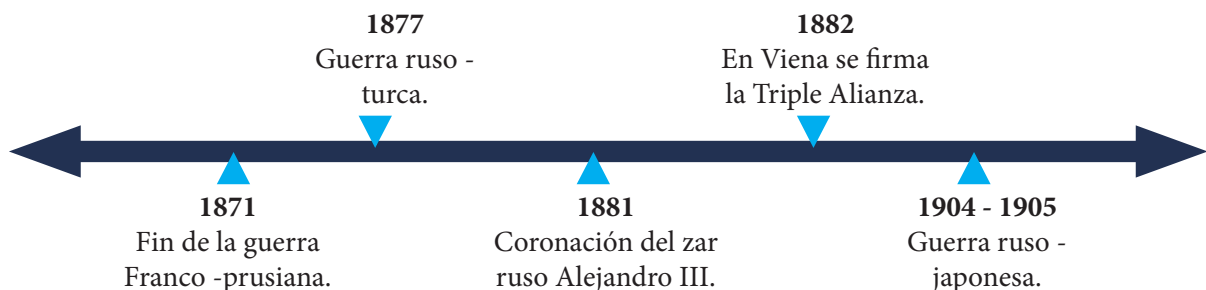 1877
Guerra ruso -
turca.
1882
En Viena se firma
la Triple Alianza.
1871
Fin de la guerra
Franco -prusiana.
1881
Coronación del zar
ruso Alejandro III.
1904 - 1905
Guerra ruso -
japonesa.